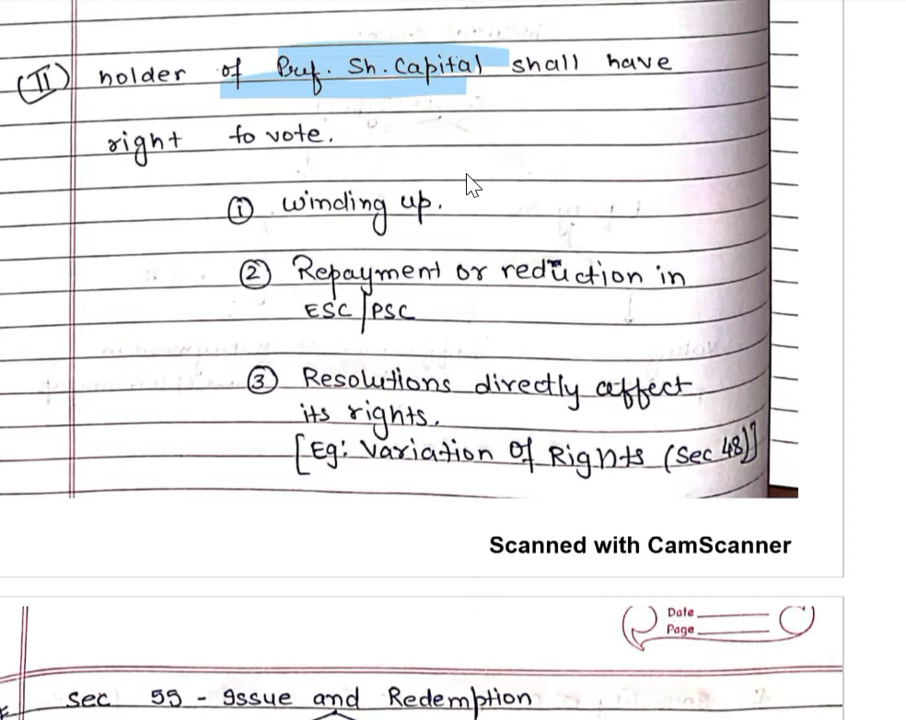 (II) holder of Pref. Sh. Capital shall have
right to vote.
① winding up.
② Repayment or reduction in
ESC/PSC
③ Resolutions directly affect
its rights.
[Eg: Variation of Rights (Sec 48)]
Scanned with CamScanner
Date
Page
Sec 55 - Issue and Redemption